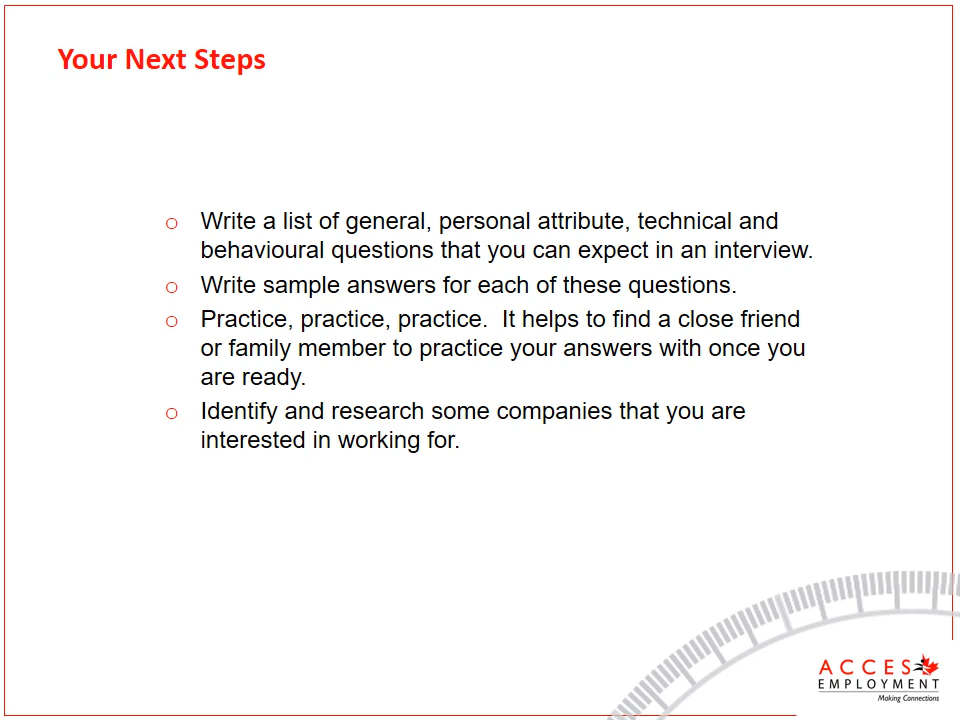 Your Next Steps
o Write a list of general, personal attribute, technical and
behavioural questions that you can expect in an interview.
o Write sample answers for each of these questions.
o Practice, practice, practice.  It helps to find a close friend
or family member to practice your answers with once you
are ready.
o Identify and research some companies that you are
interested in working for.
ACCES
EMPLOYMENT
Making Connections